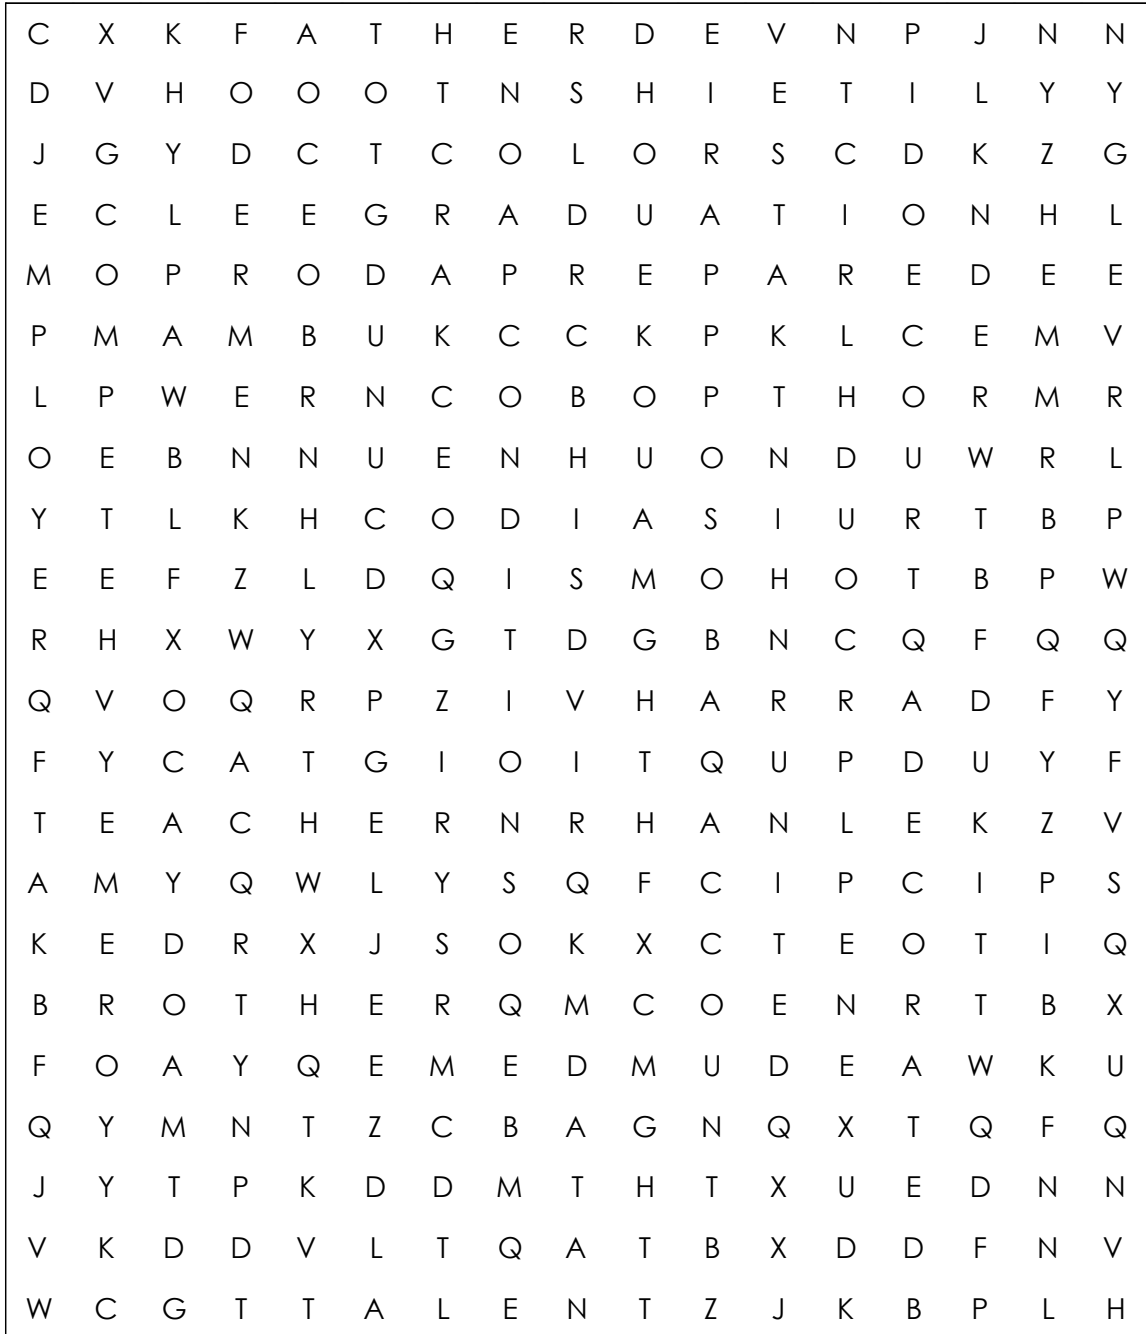 C X K F A T H E R D E V N P J N N
D V H O O O T N S H I E T I L Y Y
J G Y D C T C O L O R S C D K Z G
E C L E E G R A D U A T I O N H L
M O P R O D A P R E P A R E D E E
P M A M B U K C C K P K L C E M V
L P W E R N C O B O P T H O R M R
O E B N N U E N H U O N D U W R L
Y T L K H C O D I A S I U R T B P
E E F Z L D Q I S M O H O T B P W
R H X W Y X G T D G B N C Q F Q Q
Q V O Q R P Z I V H A R R A D F Y
F Y C A T G I O I T Q U P D U Y F
T E A C H E R N R H A N L E K Z V
A M Y Q W L Y S Q F C I P C I P S
K E D R X J S O K X C T E O T I Q
B R O T H E R Q M C O E N R T B X
F O A Y Q E M E D M U D E A W K U
Q Y M N T Z C B A G N Q X T Q F Q
J Y T P K D D M T H T X U E D N N
V K D D V L T Q A T B X D D F N V
W C G T T A L E N T Z J K B P L H